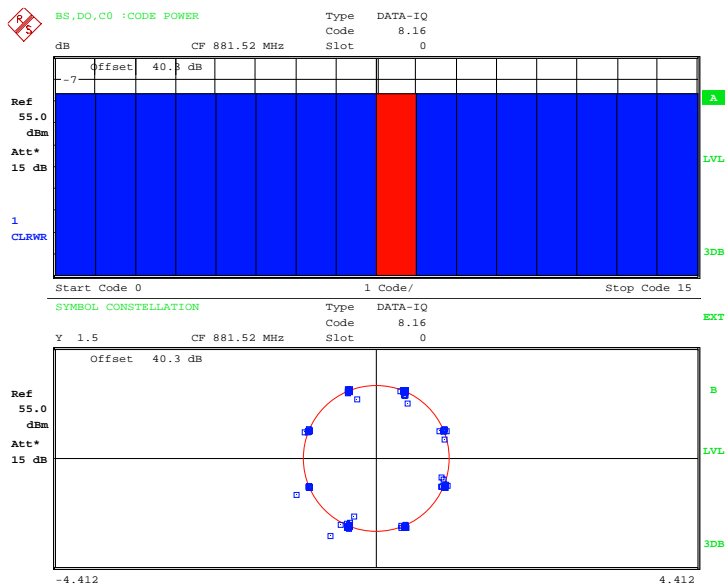 R S
BS,DO,C0 :CODE POWER Type DATA-IQ
Code 8.16
dB CF 881.52 MHz Slot 0
Offset 40.3 dB
-7
Ref
55.0
dBm
Att*
15 dB
1
CLRWR
A
LVL
3DB
Start Code 0 1 Code/ Stop Code 15
SYMBOL CONSTELLATION Type DATA-IQ
Code 8.16
Y 1.5 CF 881.52 MHz Slot 0
EXT
Offset 40.3 dB
Ref
55.0
dBm
Att*
15 dB
B
LVL
3DB
-4.412 4.412